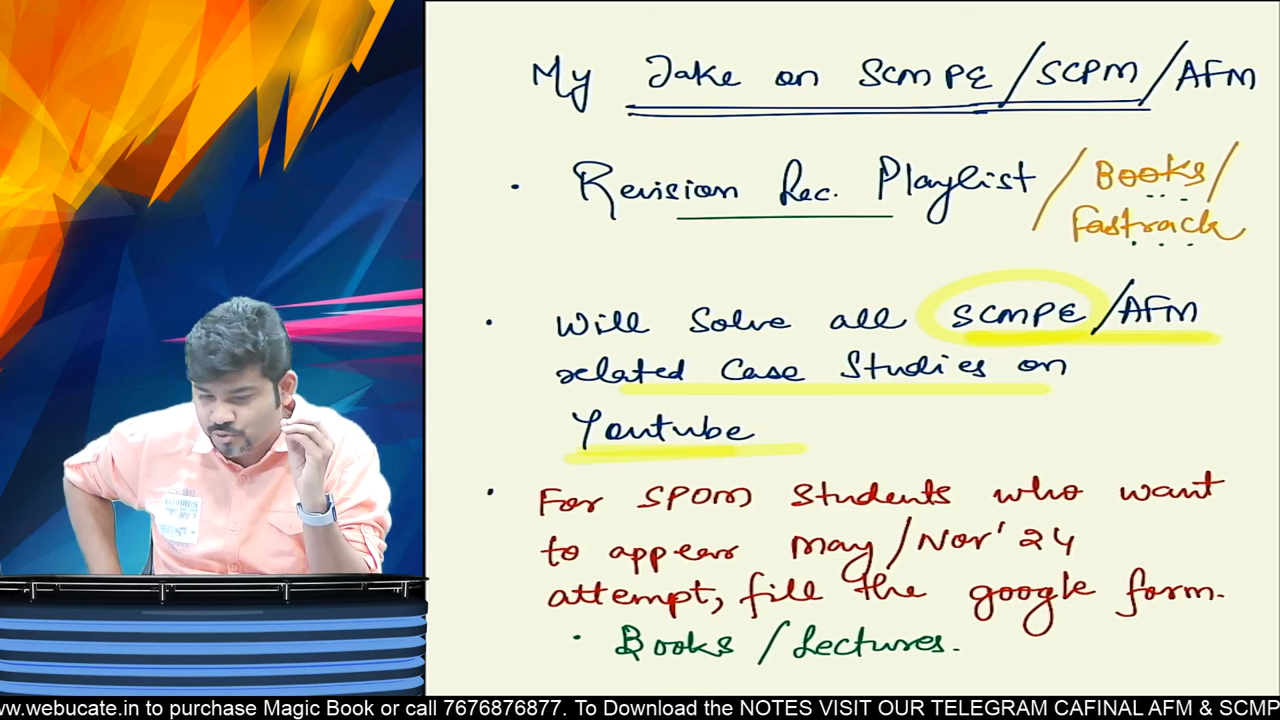 My Take on SCMPE/SCPM/AFM
• Revision Rec. Playlist / Books/
Fastrack
• Will Solve all SCMPE/AFM
related Case Studies on
Youtube
• For SPOM Students who want
to appear May/Nov' 24
attempt, fill the google form.
• Books/Lectures.
ww.webucate.in to purchase Magic Book or call 7676876877. To Download the NOTES VISIT OUR TELEGRAM CAFINAL AFM & SCMP